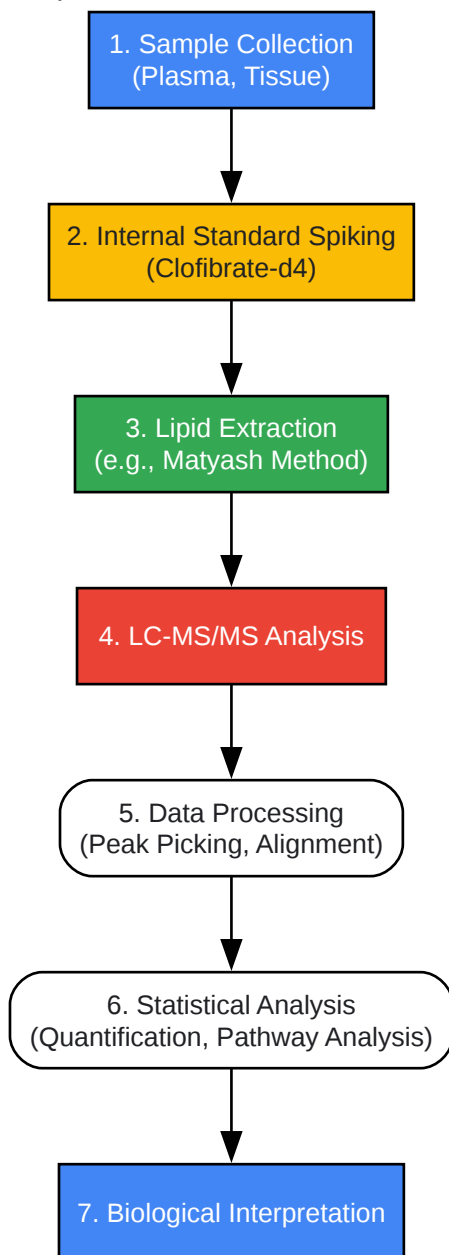 1. Sample Collection
(Plasma, Tissue)
2. Internal Standard Spiking
(Clofibrate-d4)
3. Lipid Extraction
(e.g., Matyash Method)
4. LC-MS/MS Analysis
5. Data Processing
(Peak Picking, Alignment)
6. Statistical Analysis
(Quantification, Pathway Analysis)
7. Biological Interpretation